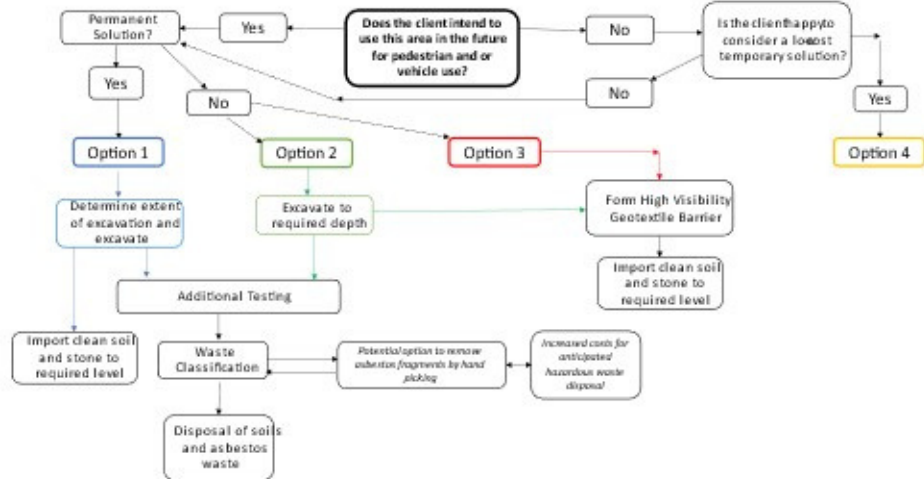 Does the client intend to
use this area in the future
for pedestrian and or
vehicle use?
Yes
No
Permanent
Solution?
Is the clienthappyto
consider a lowcost
temporary solution?
Yes
No
No
Yes
Option 1
Option 2
Option 3
Option 4
Determine extent
of excavation and
excavate
Excavate to
required depth
Form High Visibility
Geotextile Barrier
Additional Testing
Import clean soil
and stone to
required level
Import clean soil
and stone to
required level
Waste
Classification
Potential option to remove
asbestos fragments by hand
picking
Increased costs for
anticipated
hazardous waste
disposal
Disposal of soils
and asbestos
waste